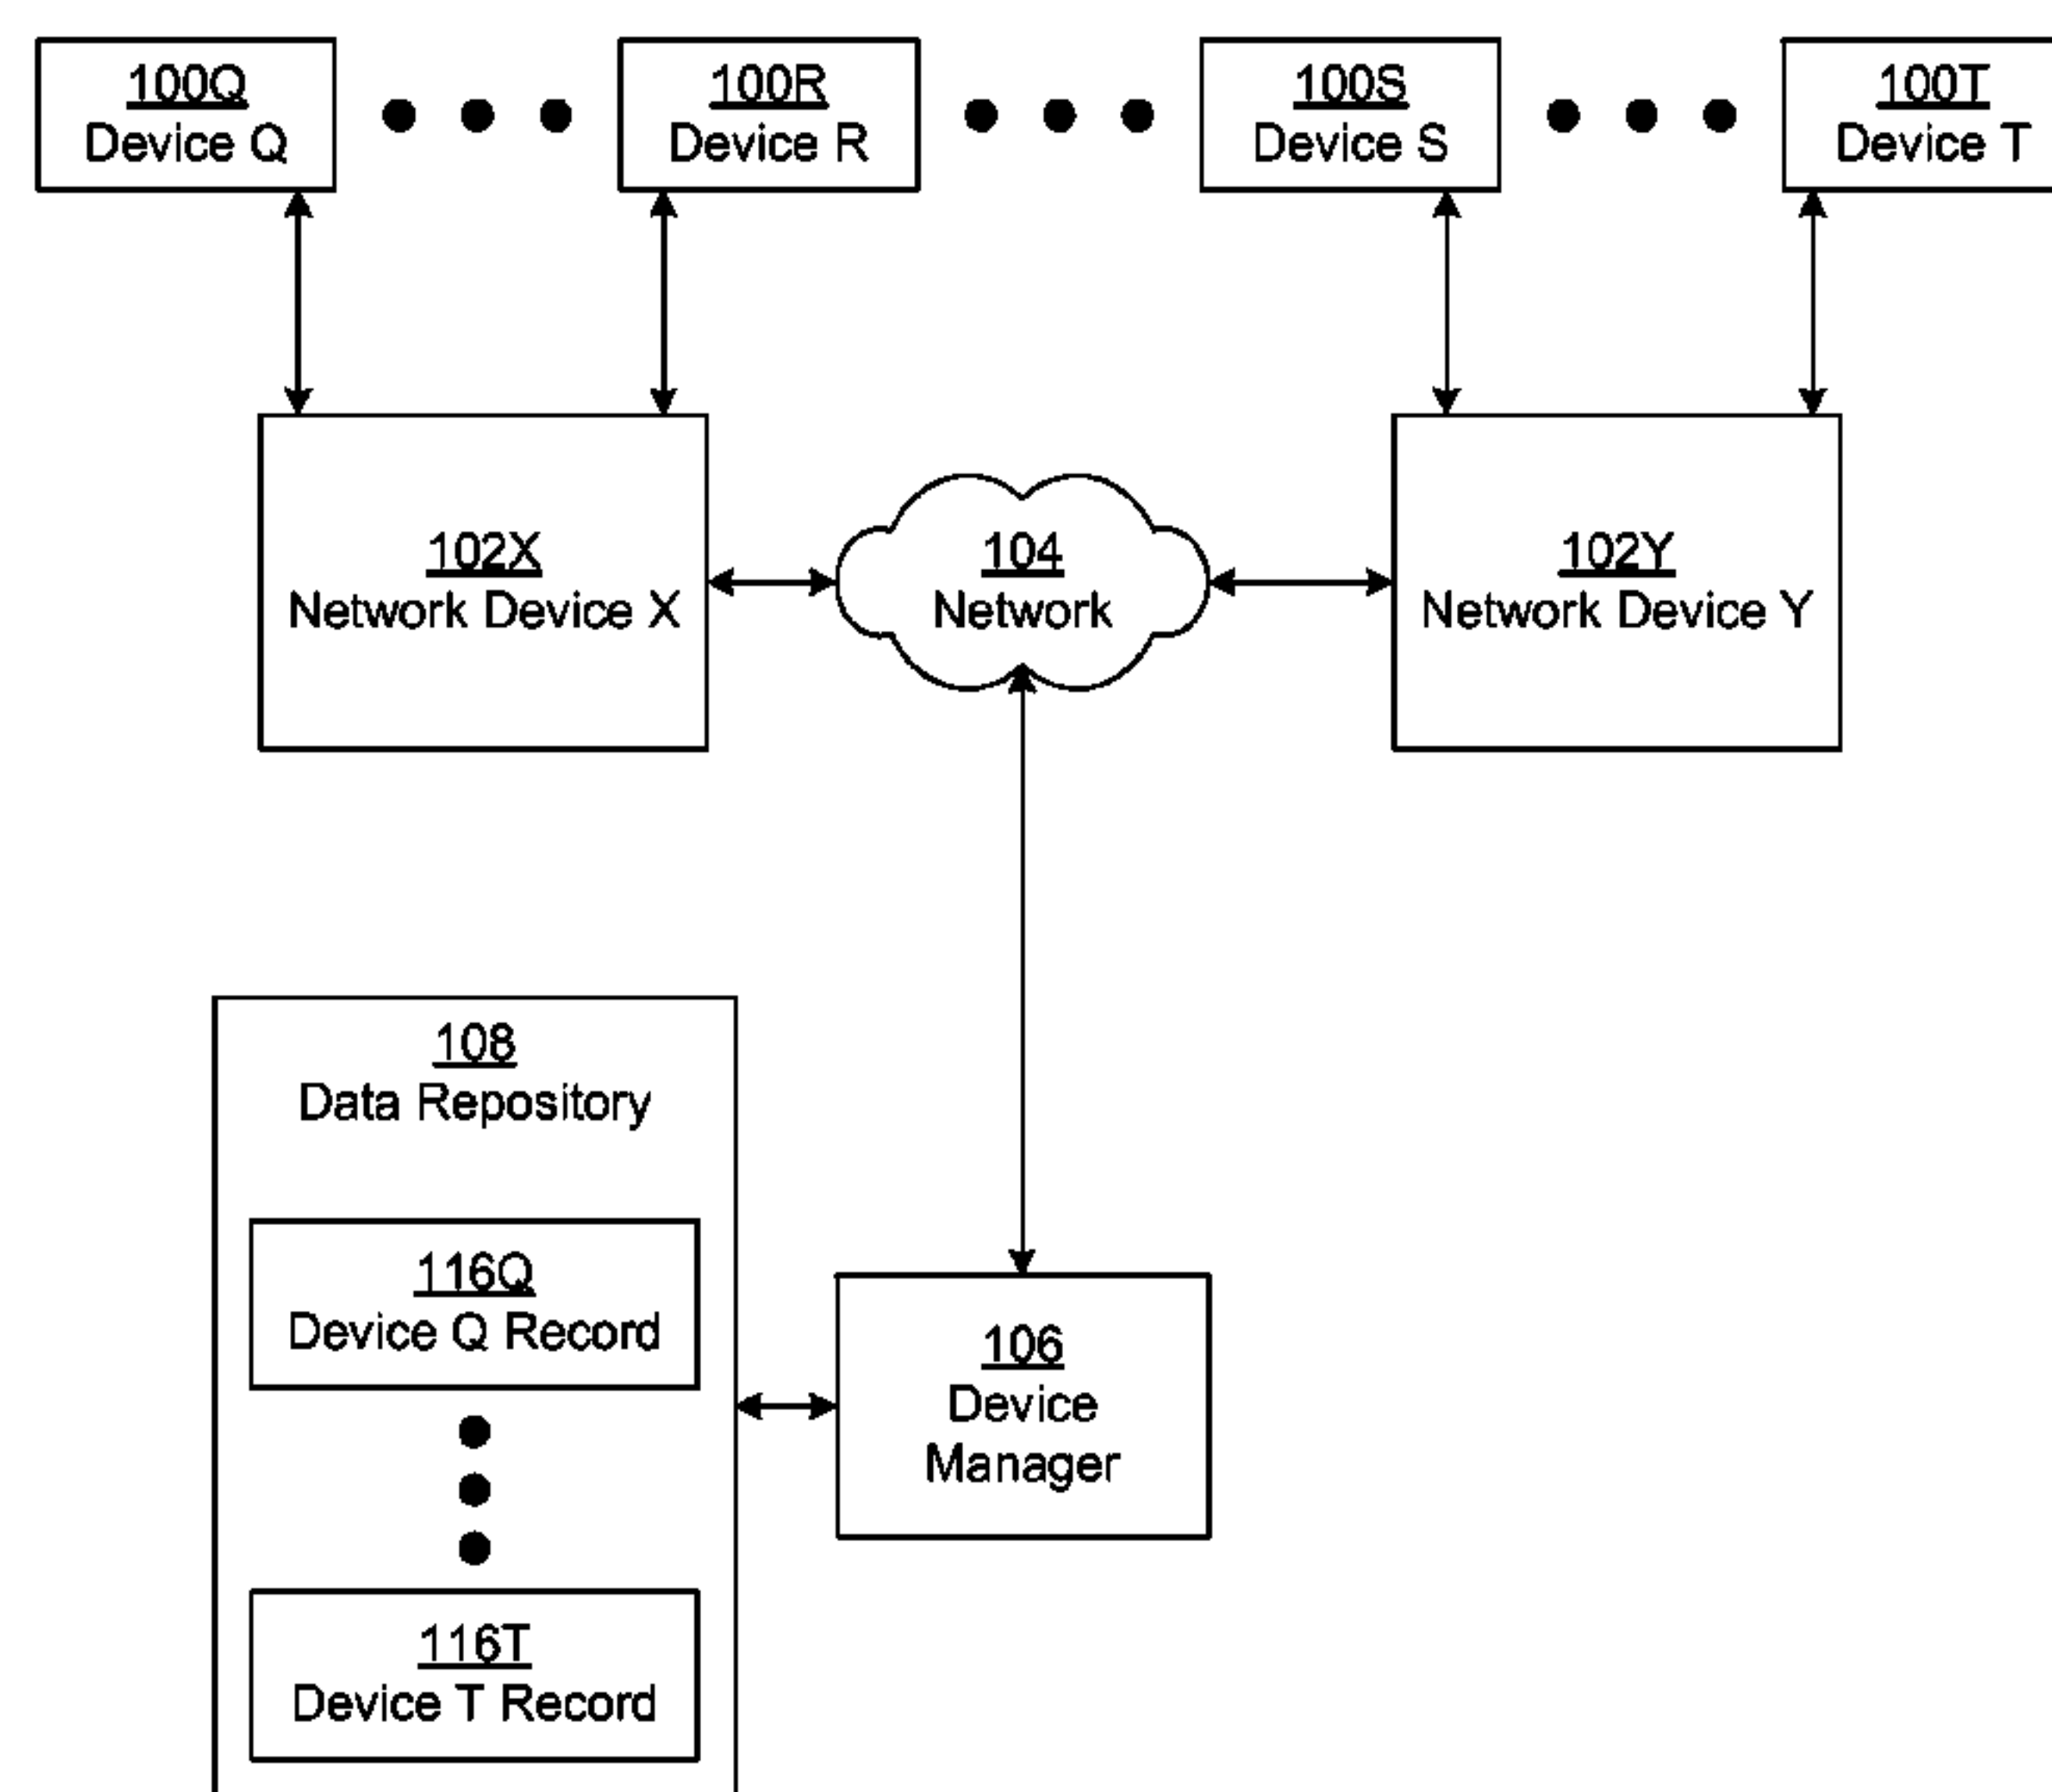 100Q
Device Q
100R
Device R
100S
Device S
100T
Device T
102X
Network Device X
104
Network
102Y
Network Device Y
108
Data Repository
116Q
Device Q Record
106
Device
Manager
116T
Device T Record